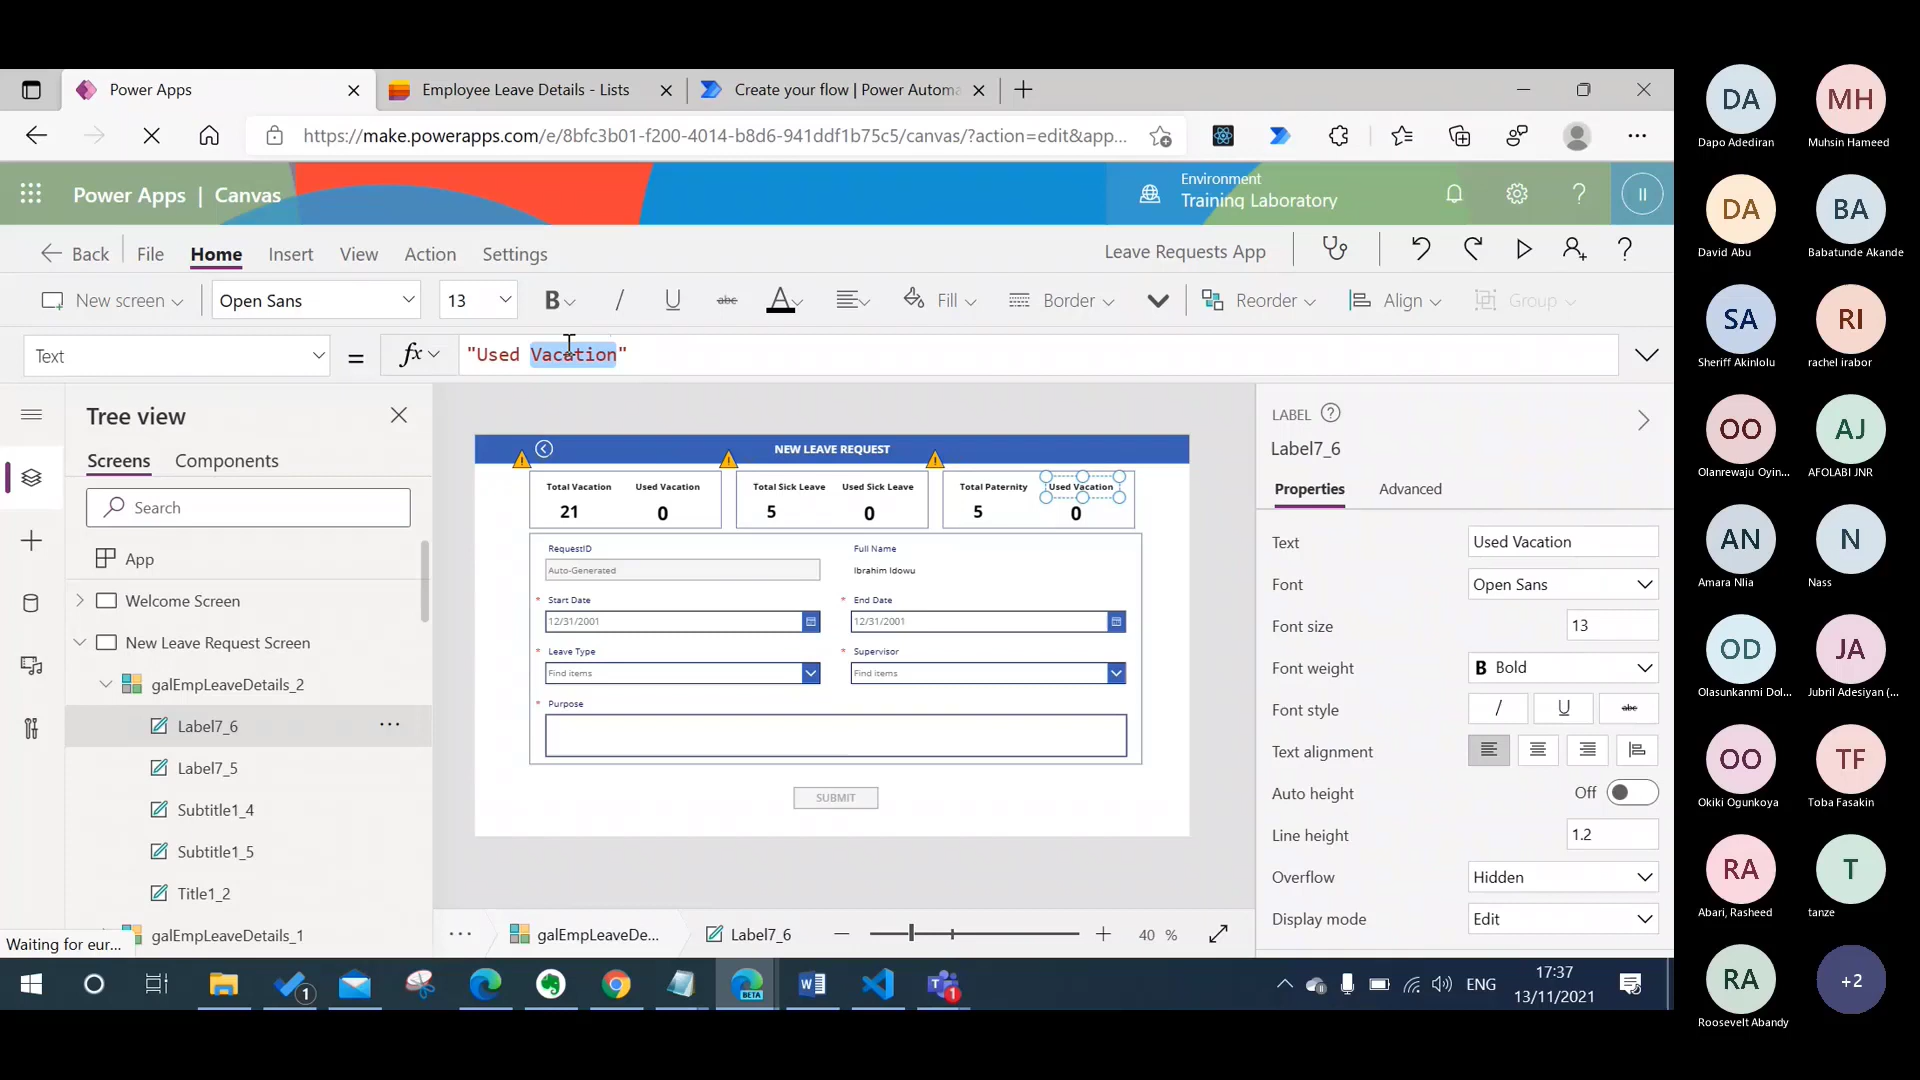 Power Apps
Employee Leave Details - Lists
Create your flow | Power Automa
https://make.powerapps.com/e/8bfc3b01-f200-4014-b8d6-941ddf1b75c5/canvas/?action=edit&app...
Power Apps | Canvas
Environment
Training Laboratory
II
Back
File
Home
Insert
View
Action
Settings
Leave Requests App
New screen
Open Sans
13
B
Fill
Border
Reorder
Align
Group
Text
=
fx
"Used Vacation"
Tree view
Screens
Components
Search
App
Welcome Screen
New Leave Request Screen
galEmpLeaveDetails_2
Label7_6
Label7_5
Subtitle1_4
Subtitle1_5
Title1_2
galEmpLeaveDetails_1
Waiting for eur...
NEW LEAVE REQUEST
Total Vacation Used Vacation
21 0
Total Sick Leave Used Sick Leave
5 0
Total Paternity Used Vacation
5 0
RequestID
Auto-Generated
Full Name
Ibrahim Idowu
* Start Date
12/31/2001
* End Date
12/31/2001
* Leave Type
Find items
* Supervisor
Find items
* Purpose
SUBMIT
galEmpLeaveDe...
Label7_6
40 %
LABEL
Label7_6
Properties
Advanced
Text
Used Vacation
Font
Open Sans
Font size
13
Font weight
B Bold
Font style
/ U abc
Text alignment
Auto height
Off
Line height
1.2
Overflow
Hidden
Display mode
Edit
1
BETA
1
ENG
17:37
13/11/2021
DA
Dapo Adediran
MH
Muhsin Hameed
DA
David Abu
BA
Babatunde Akande
SA
Sheriff Akinlolu
RI
rachel irabor
OO
Olanrewaju Oyin...
AJ
AFOLABI JNR
AN
Amara Nlia
N
Nass
OD
Olasunkanmi Dol...
JA
Jubril Adesiyan (...
OO
Okiki Ogunkoya
TF
Toba Fasakin
RA
Abari, Rasheed
T
tanze
RA
Roosevelt Abandy
+2